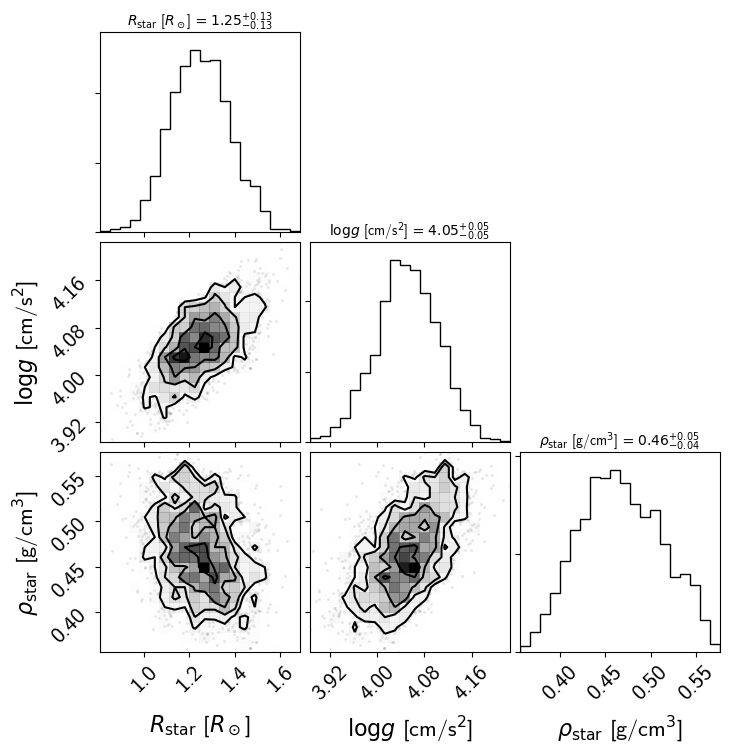 R_star [R_⊙] = 1.25^{+0.13}_{−0.13}
logg [cm/s²] = 4.05^{+0.05}_{−0.05}
logg [cm/s²]
4.16
4.08
4.00
3.92
ρ_star [g/cm³] = 0.46^{+0.05}_{−0.04}
ρ_star [g/cm³]
0.55
0.50
0.45
0.40
1.0 1.2 1.4 1.6 3.92 4.00 4.08 4.16 0.40 0.45 0.50 0.55
R_star [R_⊙] logg [cm/s²] ρ_star [g/cm³]